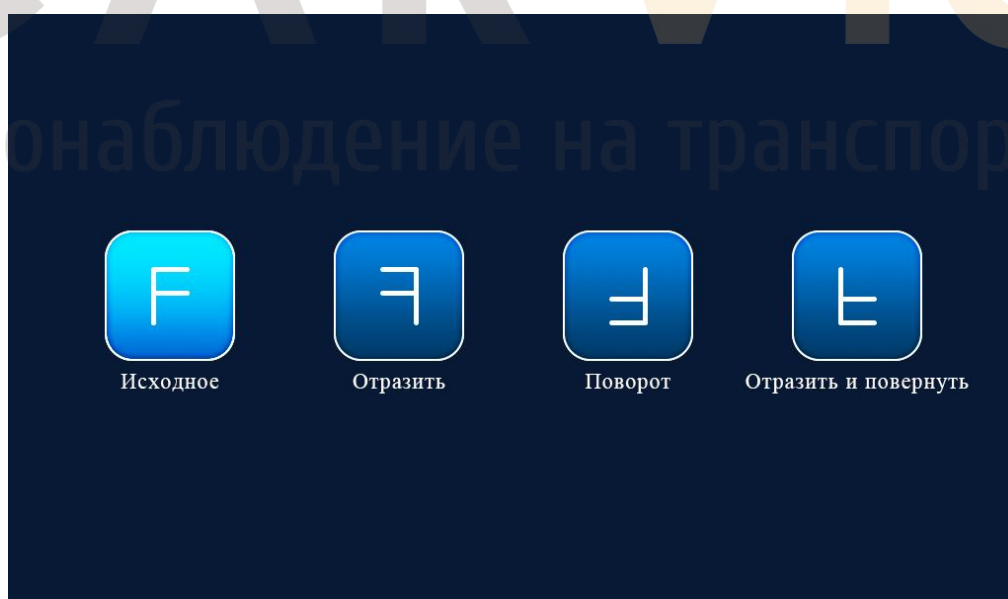 онаблюдение на транспор
F F F F
Исходное Отразить Поворот Отразить и повернуть